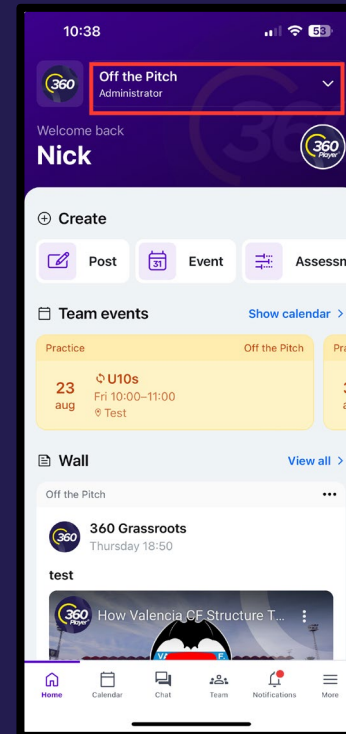 10:38
53
360
Off the Pitch
Administrator
Welcome back
Nick
360
Player
Create
Post
31
Event
Assessm
Team events
Show calendar
Practice
Off the Pitch
Pra
23
aug
U10s
Fri 10:00–11:00
Test
Wall
View all
Off the Pitch
360
360 Grassroots
Thursday 18:50
test
360
Player
How Valencia CF Structure T...
Home
Calendar
Chat
Team
Notifications
More